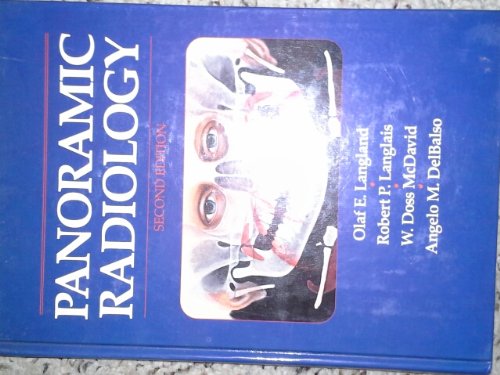 PANORAMIC
RADIOLOGY
SECOND EDITION
Olaf E. Langland
Robert P. Langlais
W. Doss McDavid
Angelo M. DelBalso